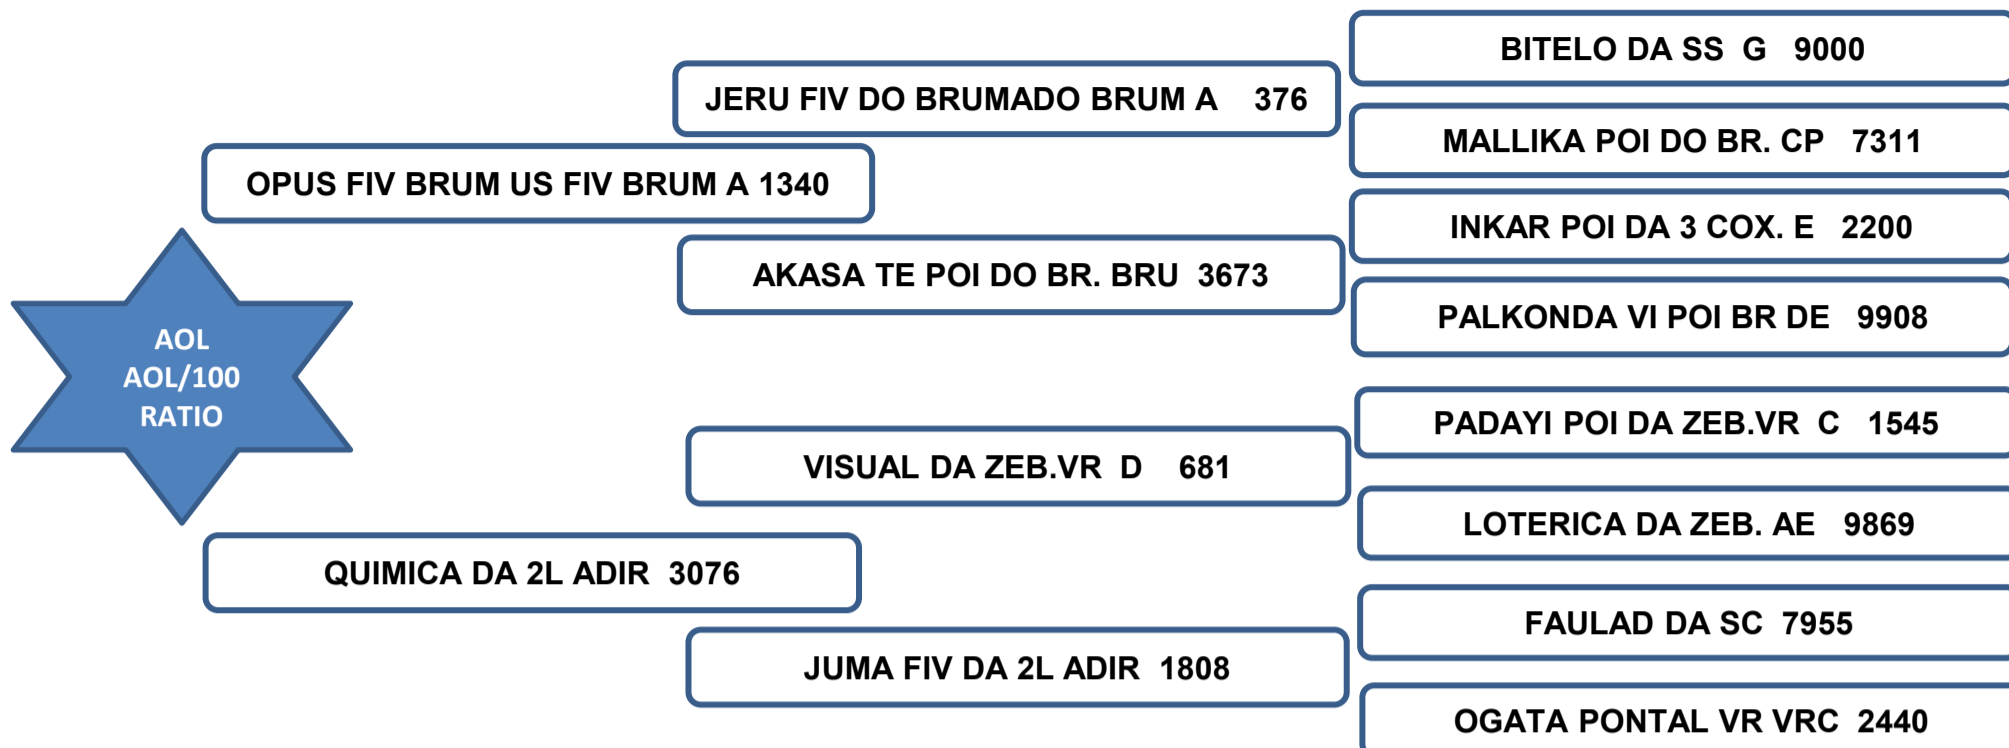 BITELO DA SS  G   9000
JERU FIV DO BRUMADO BRUM A    376
MALLIKA POI DO BR. CP   7311
OPUS FIV BRUM US FIV BRUM A 1340
INKAR POI DA 3 COX. E   2200
AKASA TE POI DO BR. BRU  3673
PALKONDA VI POI BR DE   9908
AOL
AOL/100
RATIO
PADAYI POI DA ZEB.VR  C   1545
VISUAL DA ZEB.VR  D    681
LOTERICA DA ZEB. AE   9869
QUIMICA DA 2L ADIR  3076
FAULAD DA SC  7955
JUMA FIV DA 2L ADIR  1808
OGATA PONTAL VR VRC  2440